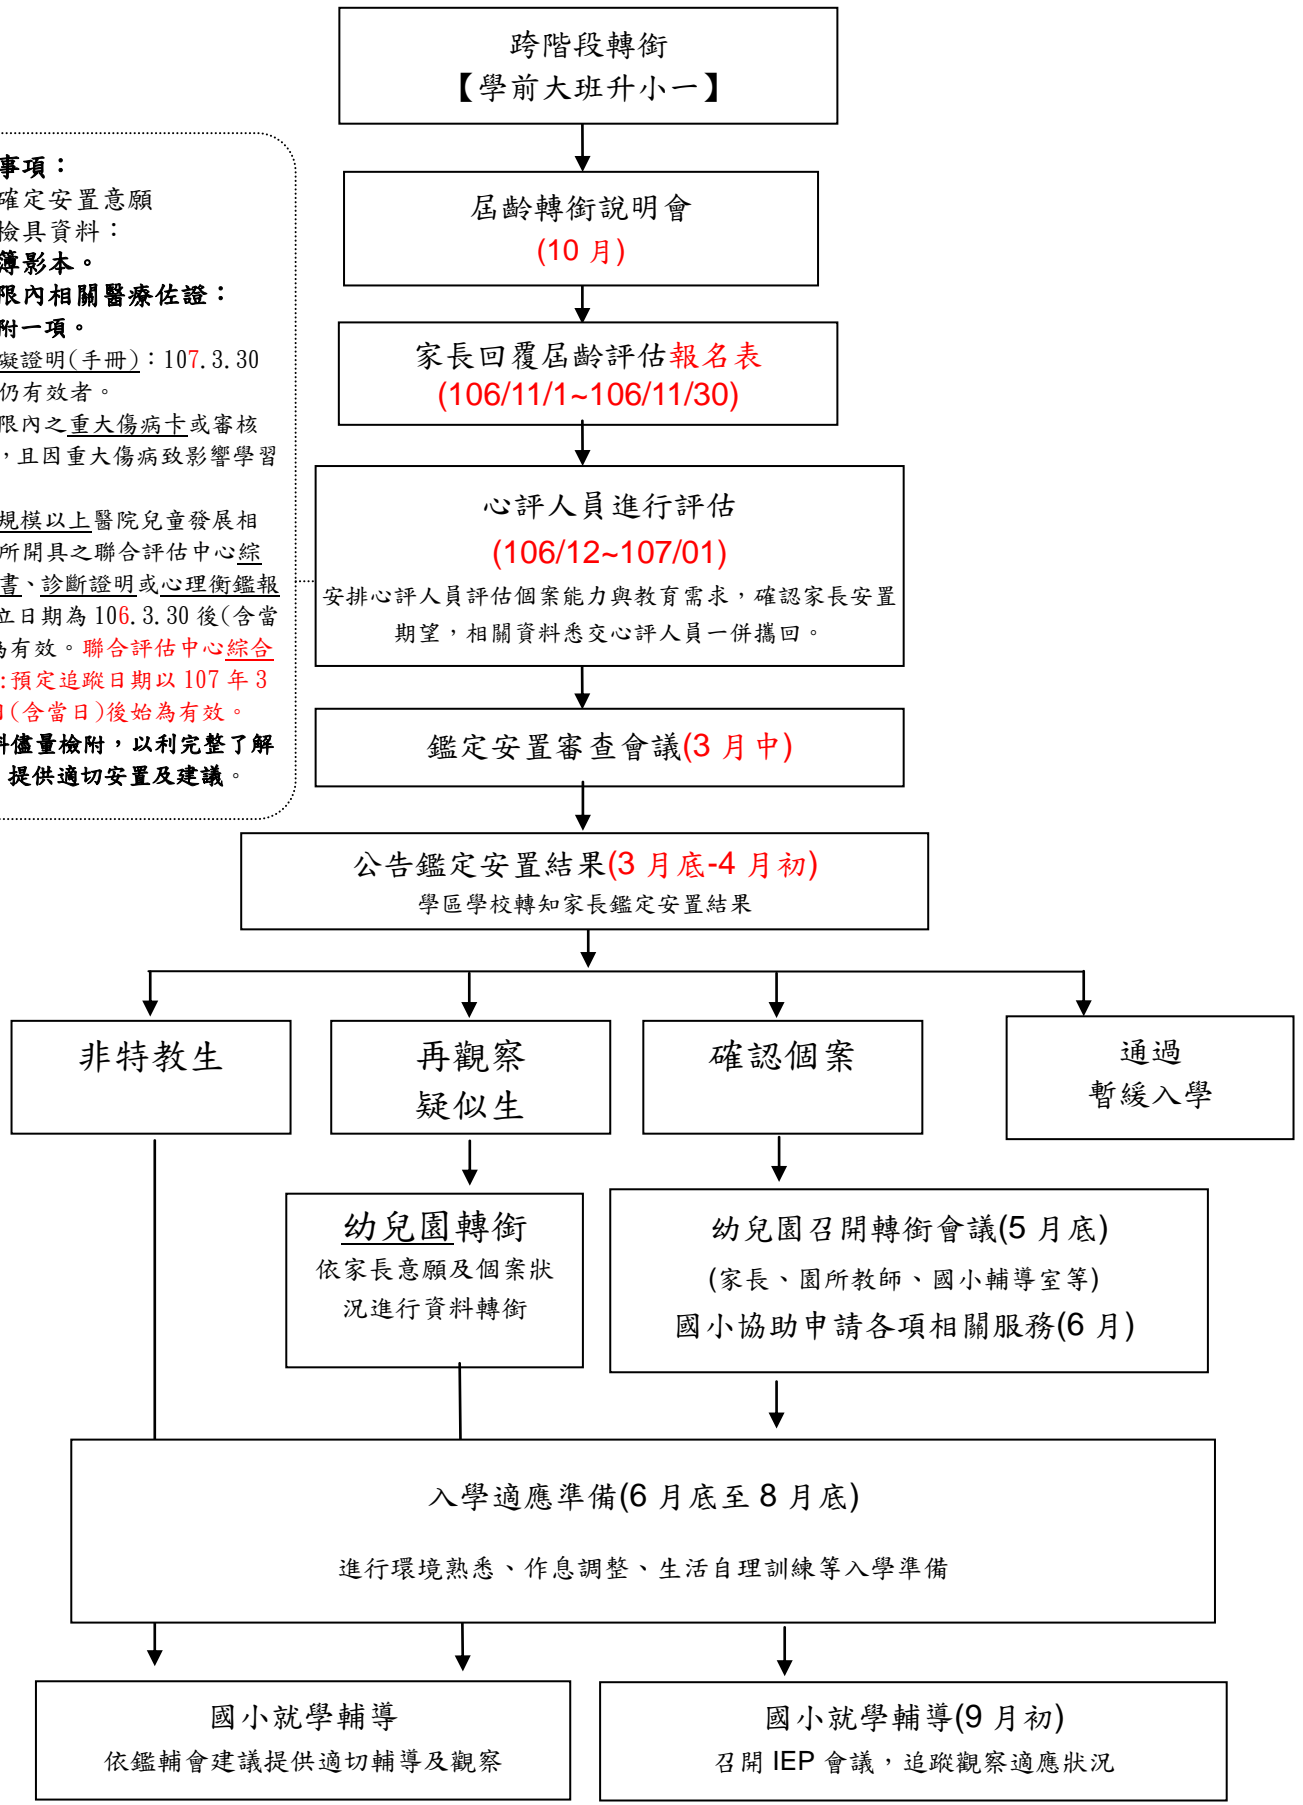 跨階段轉銜
【學前大班升小一】
事項：
確定安置意願
檢具資料：
簿影本。
限內相關醫療佐證：
附一項。
礙證明(手冊)：107.3.30
仍有效者。
限內之重大傷病卡或審核
，且因重大傷病致影響學習
規模以上醫院兒童發展相
所開具之聯合評估中心綜
書、診斷證明或心理衡鑑報
立日期為 106.3.30 後(含當
為有效。聯合評估中心綜合
:預定追蹤日期以 107 年 3
日(含當日)後始為有效。
料儘量檢附，以利完整了解
提供適切安置及建議。
屆齡轉銜說明會
(10 月)
家長回覆屆齡評估報名表
(106/11/1~106/11/30)
心評人員進行評估
(106/12~107/01)
安排心評人員評估個案能力與教育需求，確認家長安置
期望，相關資料悉交心評人員一併攜回。
鑑定安置審查會議(3 月中)
公告鑑定安置結果(3 月底-4 月初)
學區學校轉知家長鑑定安置結果
非特教生
再觀察
疑似生
確認個案
通過
暫緩入學
幼兒園轉銜
依家長意願及個案狀
況進行資料轉銜
幼兒園召開轉銜會議(5 月底)
(家長、園所教師、國小輔導室等)
國小協助申請各項相關服務(6 月)
入學適應準備(6 月底至 8 月底)
進行環境熟悉、作息調整、生活自理訓練等入學準備
國小就學輔導
依鑑輔會建議提供適切輔導及觀察
國小就學輔導(9 月初)
召開 IEP 會議，追蹤觀察適應狀況